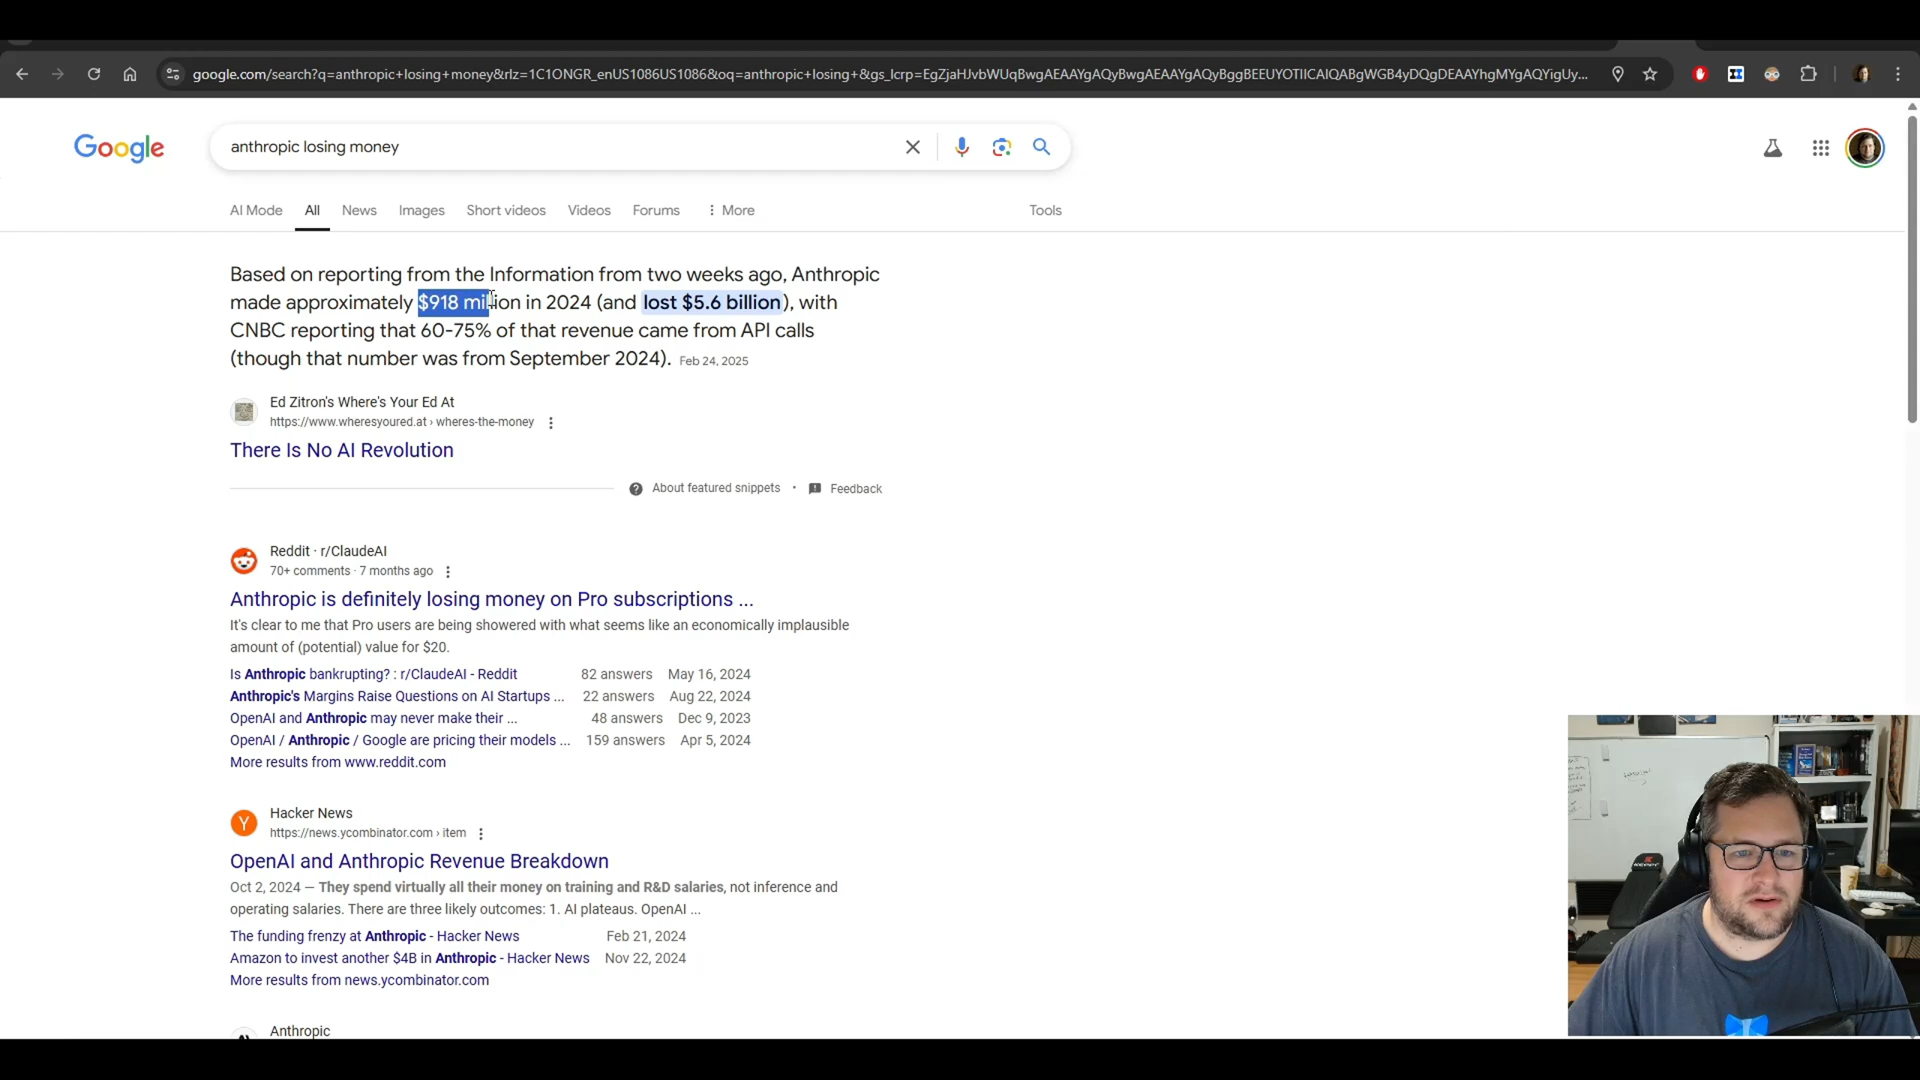 google.com/search?q=anthropic+losing+money&rlz=1C1ONGR_enUS1086US1086&oq=anthropic+losing+&gs_lcrp=EgZjaHJvbWUqBwgAEAAYgAQyBwgAEAAYgAQyBggBEEUYOTIICAIQABgWGB4yDQgDEAAYhgMYgAQYigUy...
Google
anthropic losing money
AI Mode All News Images Short videos Videos Forums More Tools
Based on reporting from the Information from two weeks ago, Anthropic
made approximately $918 million in 2024 (and lost $5.6 billion), with
CNBC reporting that 60-75% of that revenue came from API calls
(though that number was from September 2024). Feb 24, 2025
Ed Zitron's Where's Your Ed At
https://www.wheresyoured.at › wheres-the-money
There Is No AI Revolution
About featured snippets • Feedback
Reddit · r/ClaudeAI
70+ comments · 7 months ago
Anthropic is definitely losing money on Pro subscriptions ...
It's clear to me that Pro users are being showered with what seems like an economically implausible
amount of (potential) value for $20.
Is Anthropic bankrupting? : r/ClaudeAI - Reddit 82 answers May 16, 2024
Anthropic's Margins Raise Questions on AI Startups ... 22 answers Aug 22, 2024
OpenAI and Anthropic may never make their ... 48 answers Dec 9, 2023
OpenAI / Anthropic / Google are pricing their models ... 159 answers Apr 5, 2024
More results from www.reddit.com
Y
Hacker News
https://news.ycombinator.com › item
OpenAI and Anthropic Revenue Breakdown
Oct 2, 2024 — They spend virtually all their money on training and R&D salaries, not inference and
operating salaries. There are three likely outcomes: 1. AI plateaus. OpenAI ...
The funding frenzy at Anthropic - Hacker News Feb 21, 2024
Amazon to invest another $4B in Anthropic - Hacker News Nov 22, 2024
More results from news.ycombinator.com
Anthropic